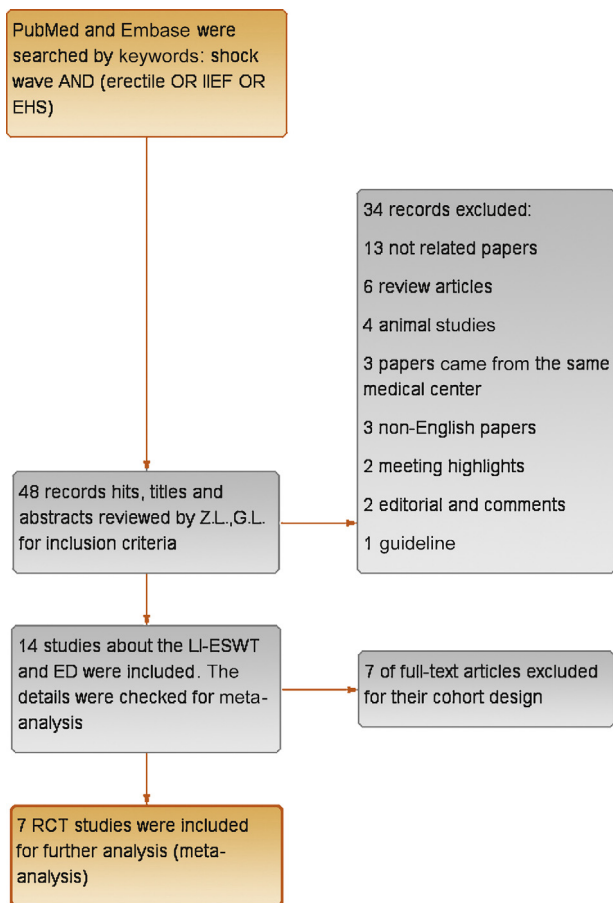 PubMed and Embase were
searched by keywords: shock
wave AND (erectile OR IIEF OR
EHS)
34 records excluded:
13 not related papers
6 review articles
4 animal studies
3 papers came from the same
medical center
3 non-English papers
2 meeting highlights
2 editorial and comments
1 guideline
48 records hits, titles and
abstracts reviewed by Z.L.,G.L.
for inclusion criteria
14 studies about the LI-ESWT
and ED were included. The
details were checked for meta-
analysis
7 of full-text articles excluded
for their cohort design
7 RCT studies were included
for further analysis (meta-
analysis)